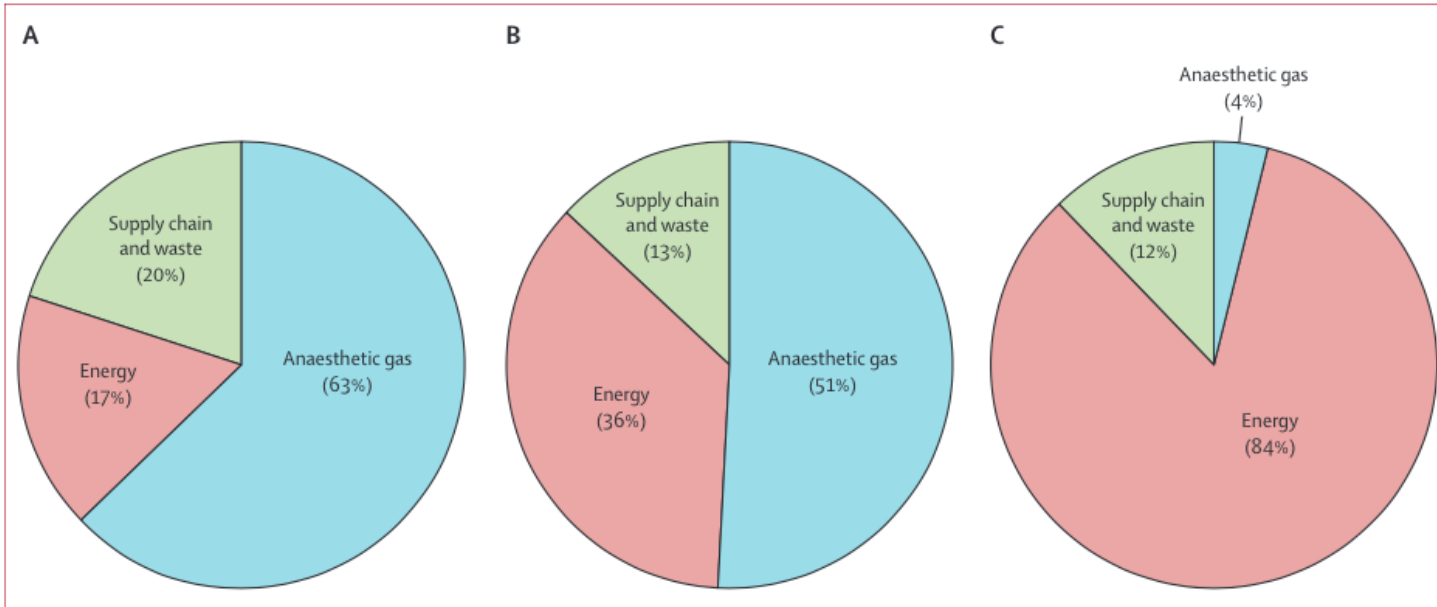 A
Supply chain
and waste
(20%)
Energy
(17%)
Anaesthetic gas
(63%)
B
Supply chain
and waste
(13%)
Energy
(36%)
Anaesthetic gas
(51%)
C
Anaesthetic gas
(4%)
Supply chain
and waste
(12%)
Energy
(84%)